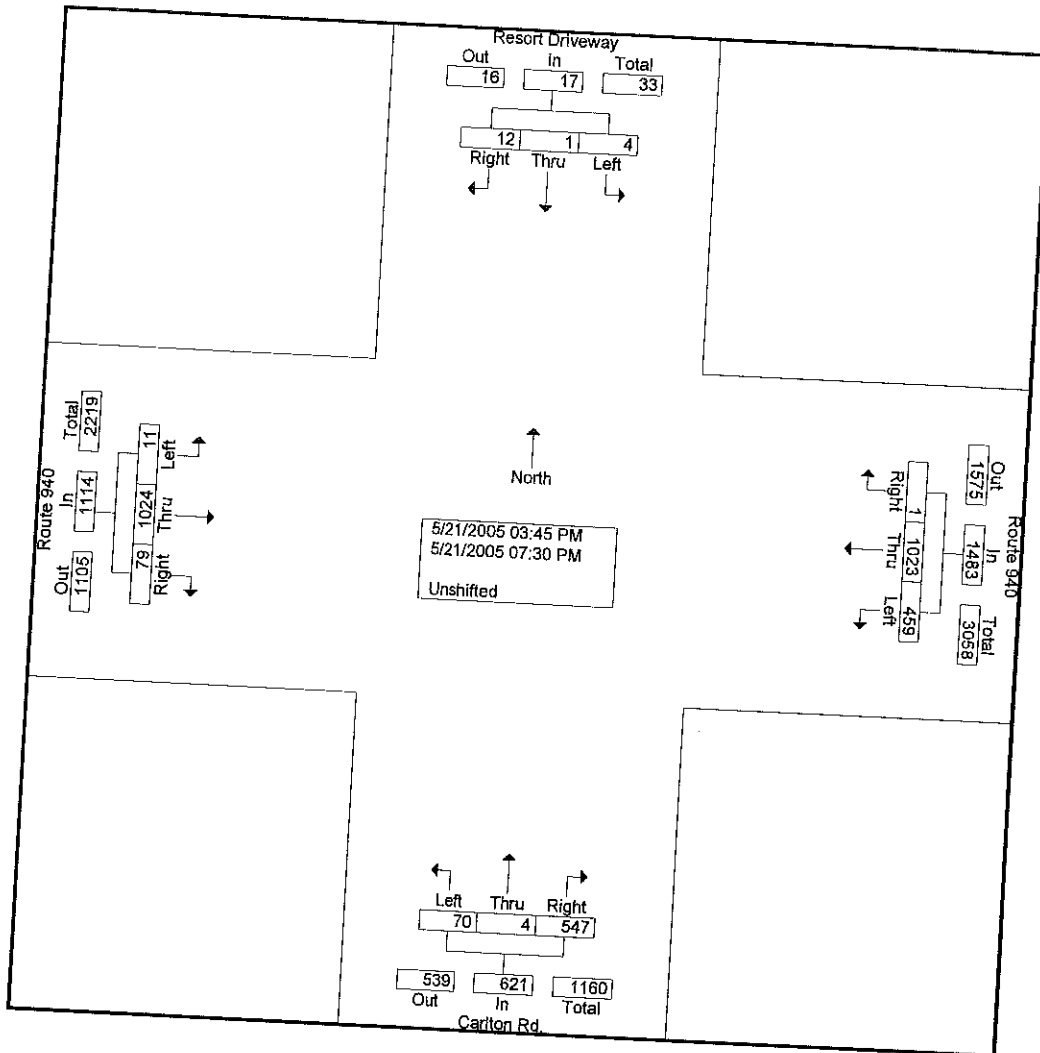 Resort Driveway
Out In Total
16 17 33
12 1 4
Right Thru Left
Route 940
Total In Out
2219 1114 1105
11 1024 79
Left Thru Right
North
5/21/2005 03:45 PM
5/21/2005 07:30 PM
Unshifted
Route 940
Out In Total
1575 1483 3058
1 1023 459
Right Thru Left
Left Thru Right
70 4 547
539 621 1160
Out In Total
Carlton Rd.